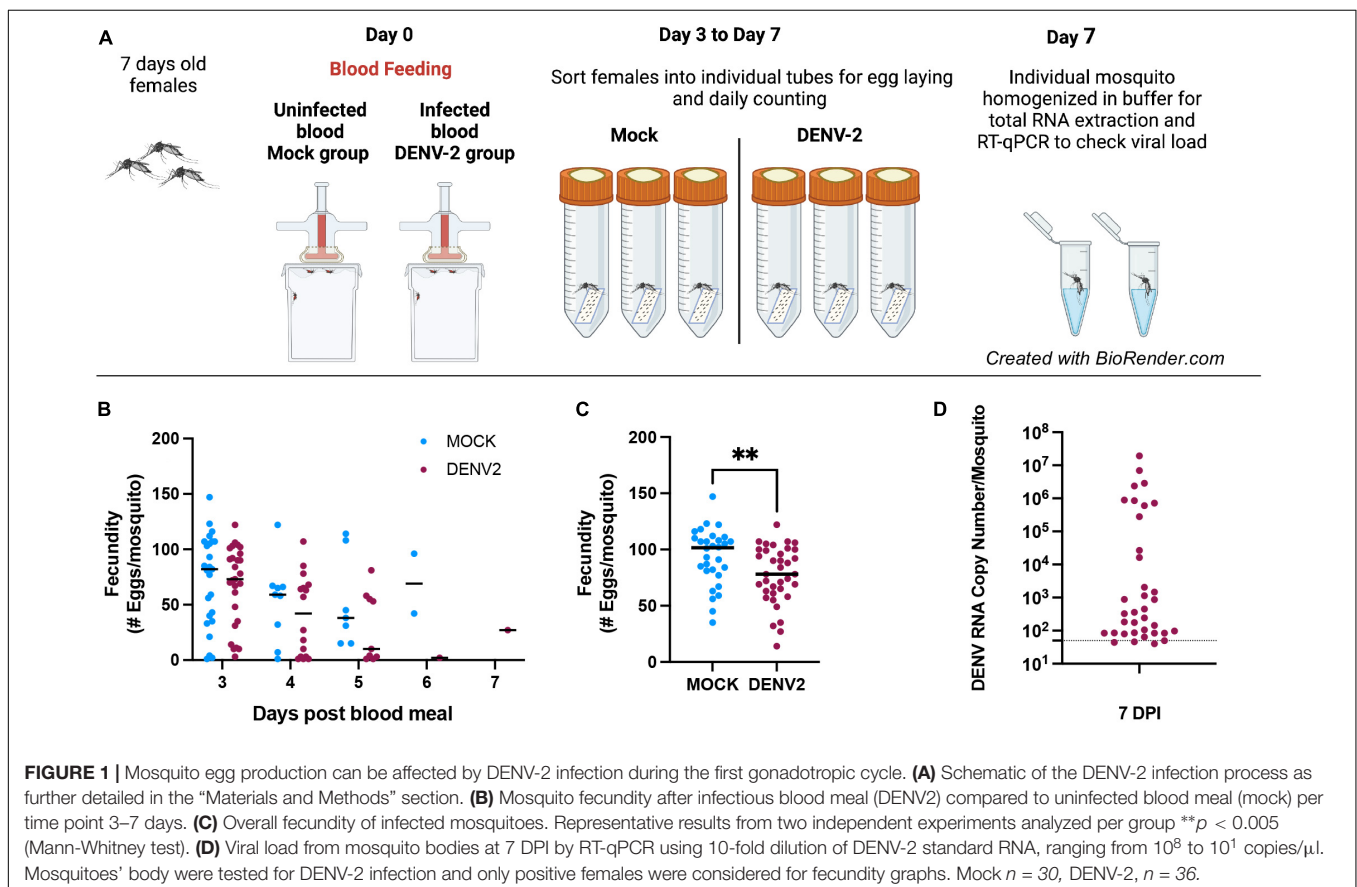 A
7 days old
females
Day 0
Blood Feeding
Uninfected
blood
Mock group
Infected
blood
DENV-2 group
Day 3 to Day 7
Sort females into individual tubes for egg laying
and daily counting
Mock
DENV-2
Day 7
Individual mosquito
homogenized in buffer for
total RNA extraction and
RT-qPCR to check viral load
Created with BioRender.com
B
Fecundity
(# Eggs/mosquito)
200
150
100
50
0
MOCK
DENV2
3 4 5 6 7
Days post blood meal
C
Fecundity
(# Eggs/mosquito)
200
150
100
50
0
**
MOCK DENV2
D
DENV RNA Copy Number/Mosquito
10⁸
10⁷
10⁶
10⁵
10⁴
10³
10²
10¹
7 DPI
FIGURE 1 | Mosquito egg production can be affected by DENV-2 infection during the first gonadotropic cycle. (A) Schematic of the DENV-2 infection process as
further detailed in the “Materials and Methods” section. (B) Mosquito fecundity after infectious blood meal (DENV2) compared to uninfected blood meal (mock) per
time point 3–7 days. (C) Overall fecundity of infected mosquitoes. Representative results from two independent experiments analyzed per group **p < 0.005
(Mann-Whitney test). (D) Viral load from mosquito bodies at 7 DPI by RT-qPCR using 10-fold dilution of DENV-2 standard RNA, ranging from 10⁸ to 10¹ copies/µl.
Mosquitoes’ body were tested for DENV-2 infection and only positive females were considered for fecundity graphs. Mock n = 30, DENV-2, n = 36.